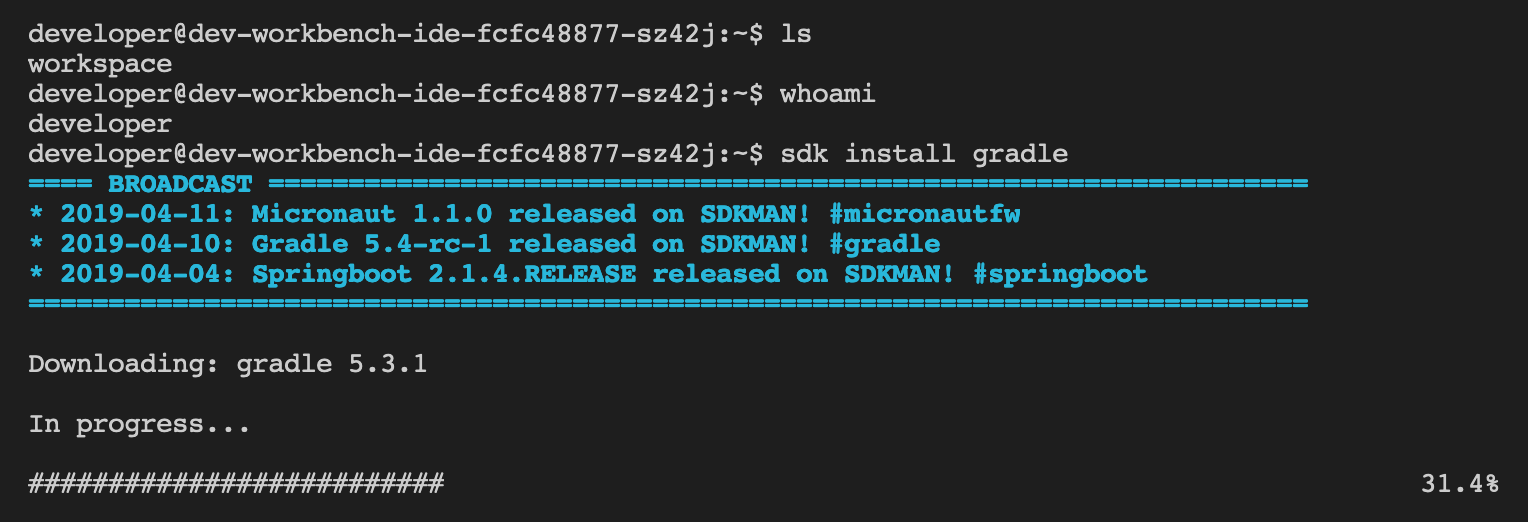 developer@dev-workbench-ide-fcfc48877-sz42j:~$ ls
workspace
developer@dev-workbench-ide-fcfc48877-sz42j:~$ whoami
developer
developer@dev-workbench-ide-fcfc48877-sz42j:~$ sdk install gradle
==== BROADCAST =================================================================
* 2019-04-11: Micronaut 1.1.0 released on SDKMAN! #micronautfw
* 2019-04-10: Gradle 5.4-rc-1 released on SDKMAN! #gradle
* 2019-04-04: Springboot 2.1.4.RELEASE released on SDKMAN! #springboot
================================================================================
Downloading: gradle 5.3.1
In progress...
########################## 31.4%